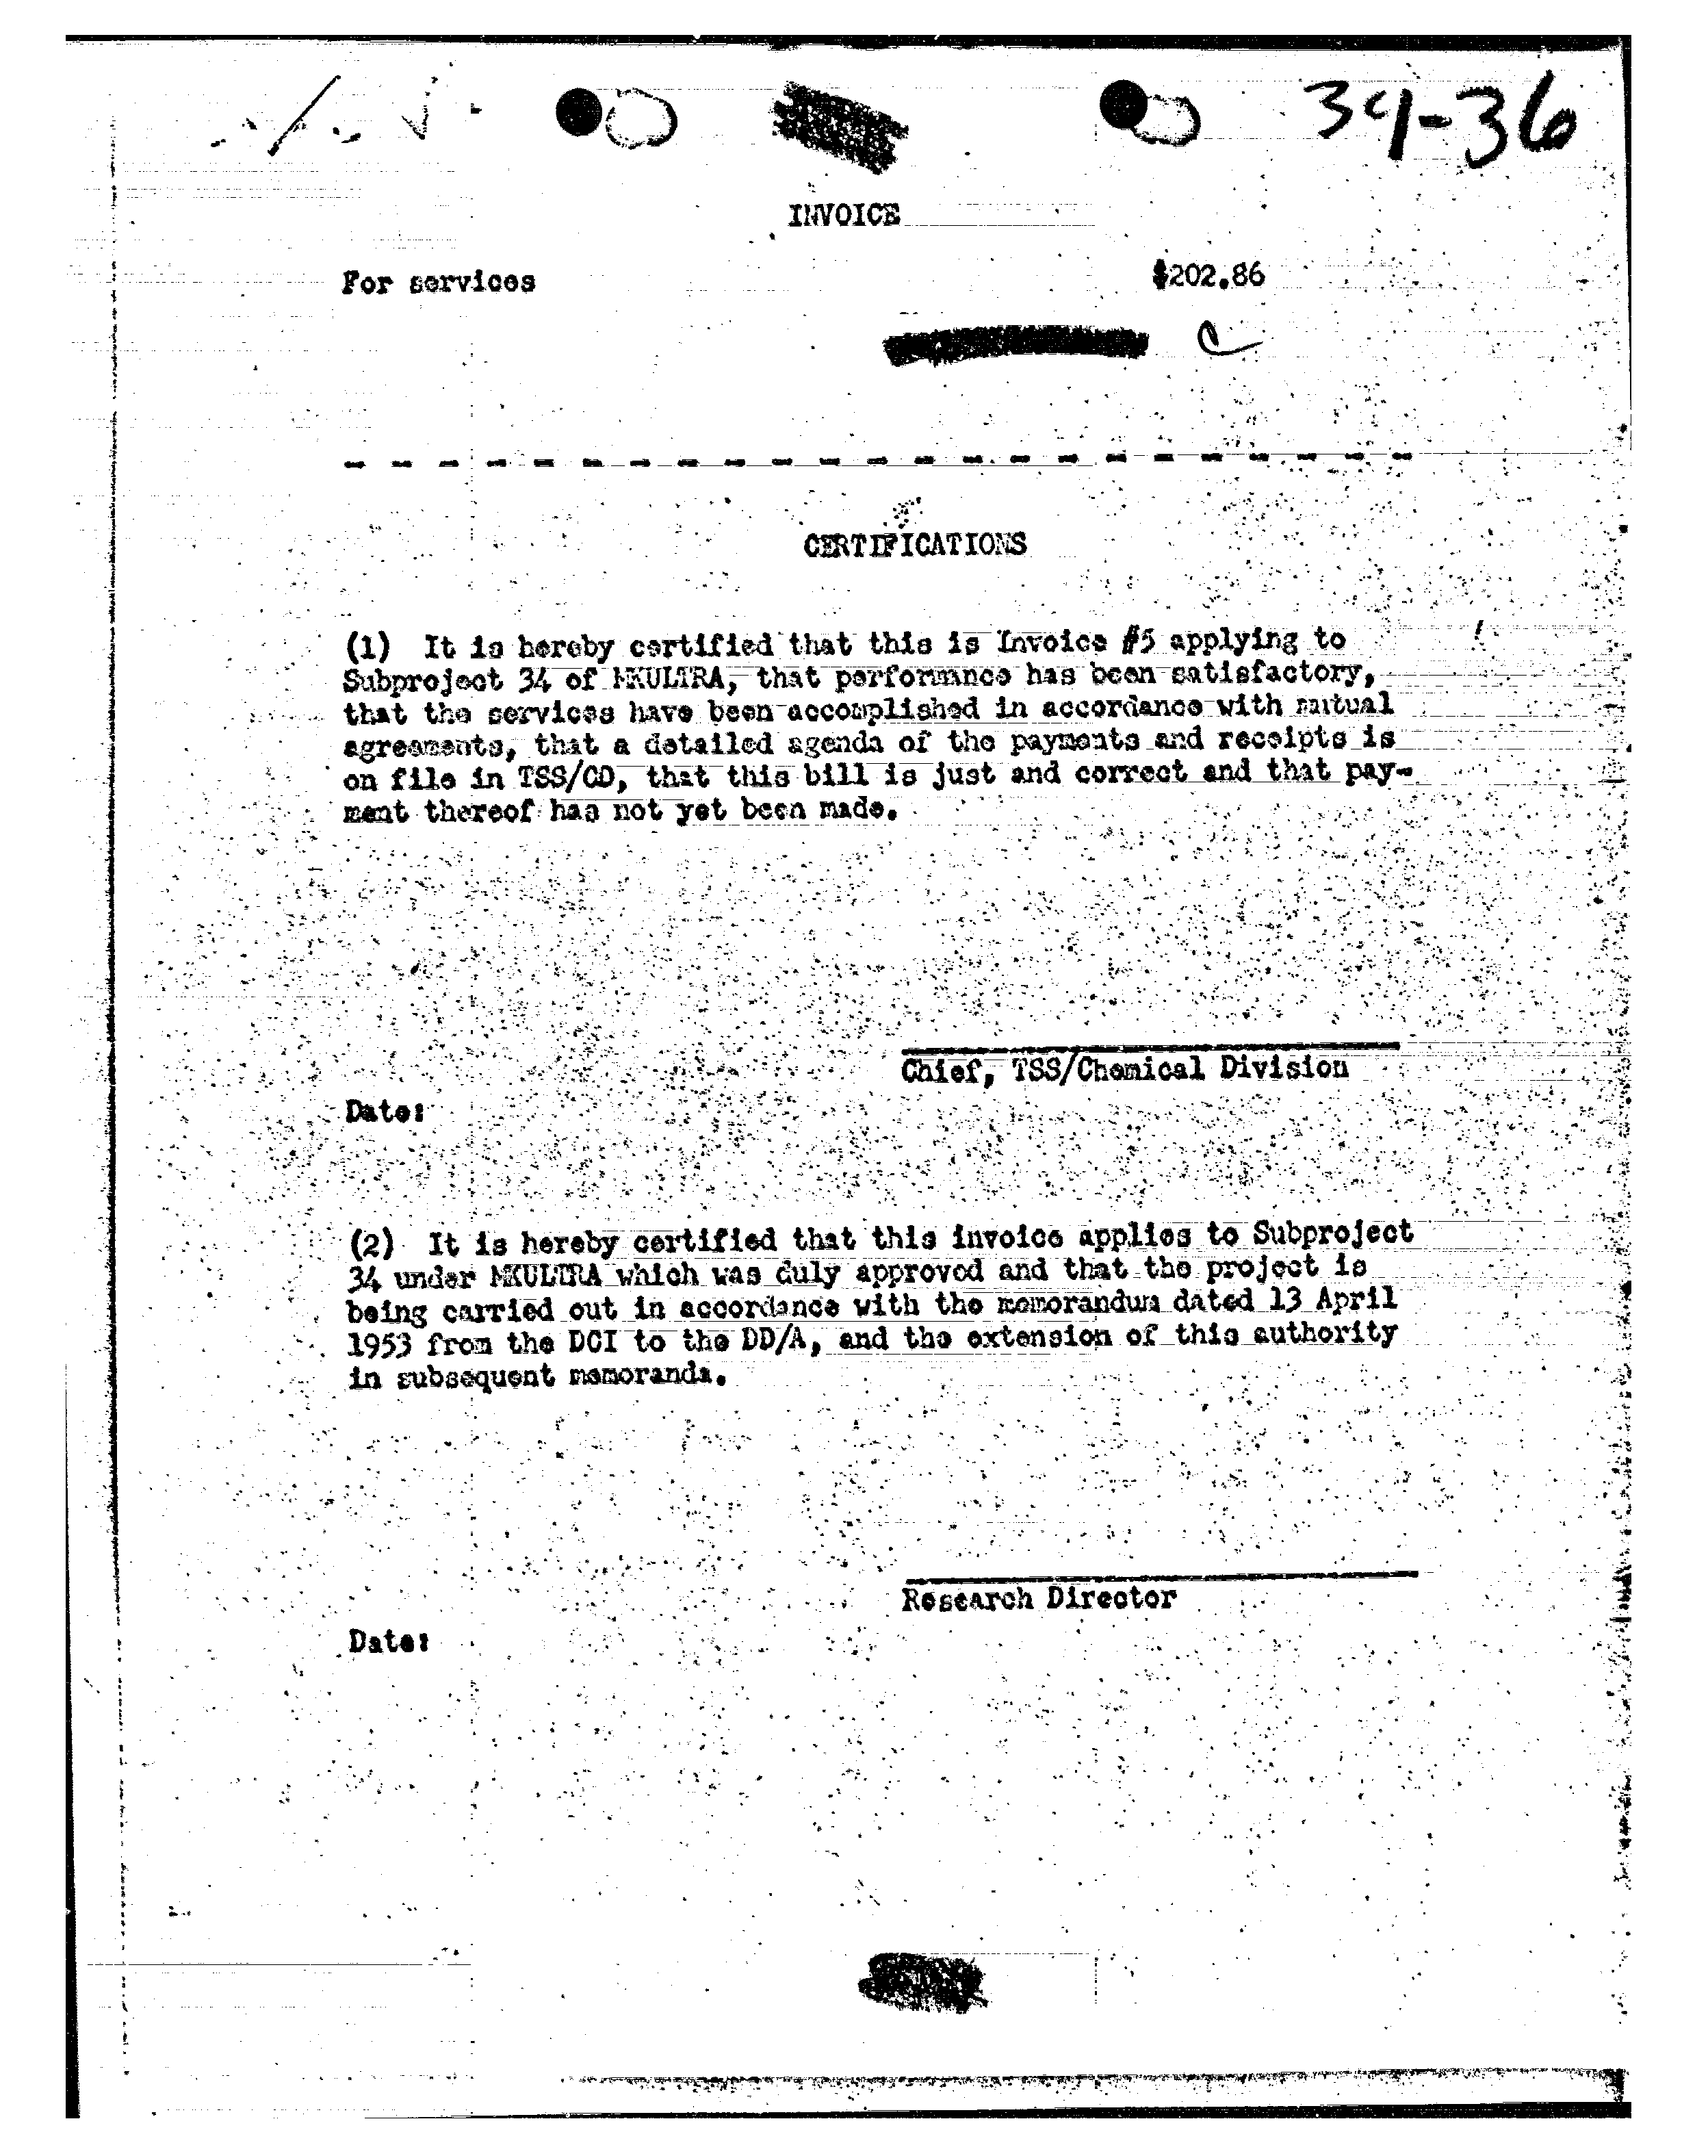 34-36
INVOICE
For services $202.86
CERTIFICATIONS
(1) It is hereby certified that this is Invoice #5 applying to
Subproject 34 of MKULTRA, that performance has been satisfactory,
that the services have been accomplished in accordance with mutual
agreements, that a detailed agenda of the payments and receipts is
on file in TSS/CD, that this bill is just and correct and that pay-
ment thereof has not yet been made.
Chief, TSS/Chemical Division
Date:
(2) It is hereby certified that this invoice applies to Subproject
34 under MKULTRA which was duly approved and that the project is
being carried out in accordance with the memorandum dated 13 April
1953 from the DCI to the DD/A, and the extension of this authority
in subsequent memoranda.
Research Director
Date: